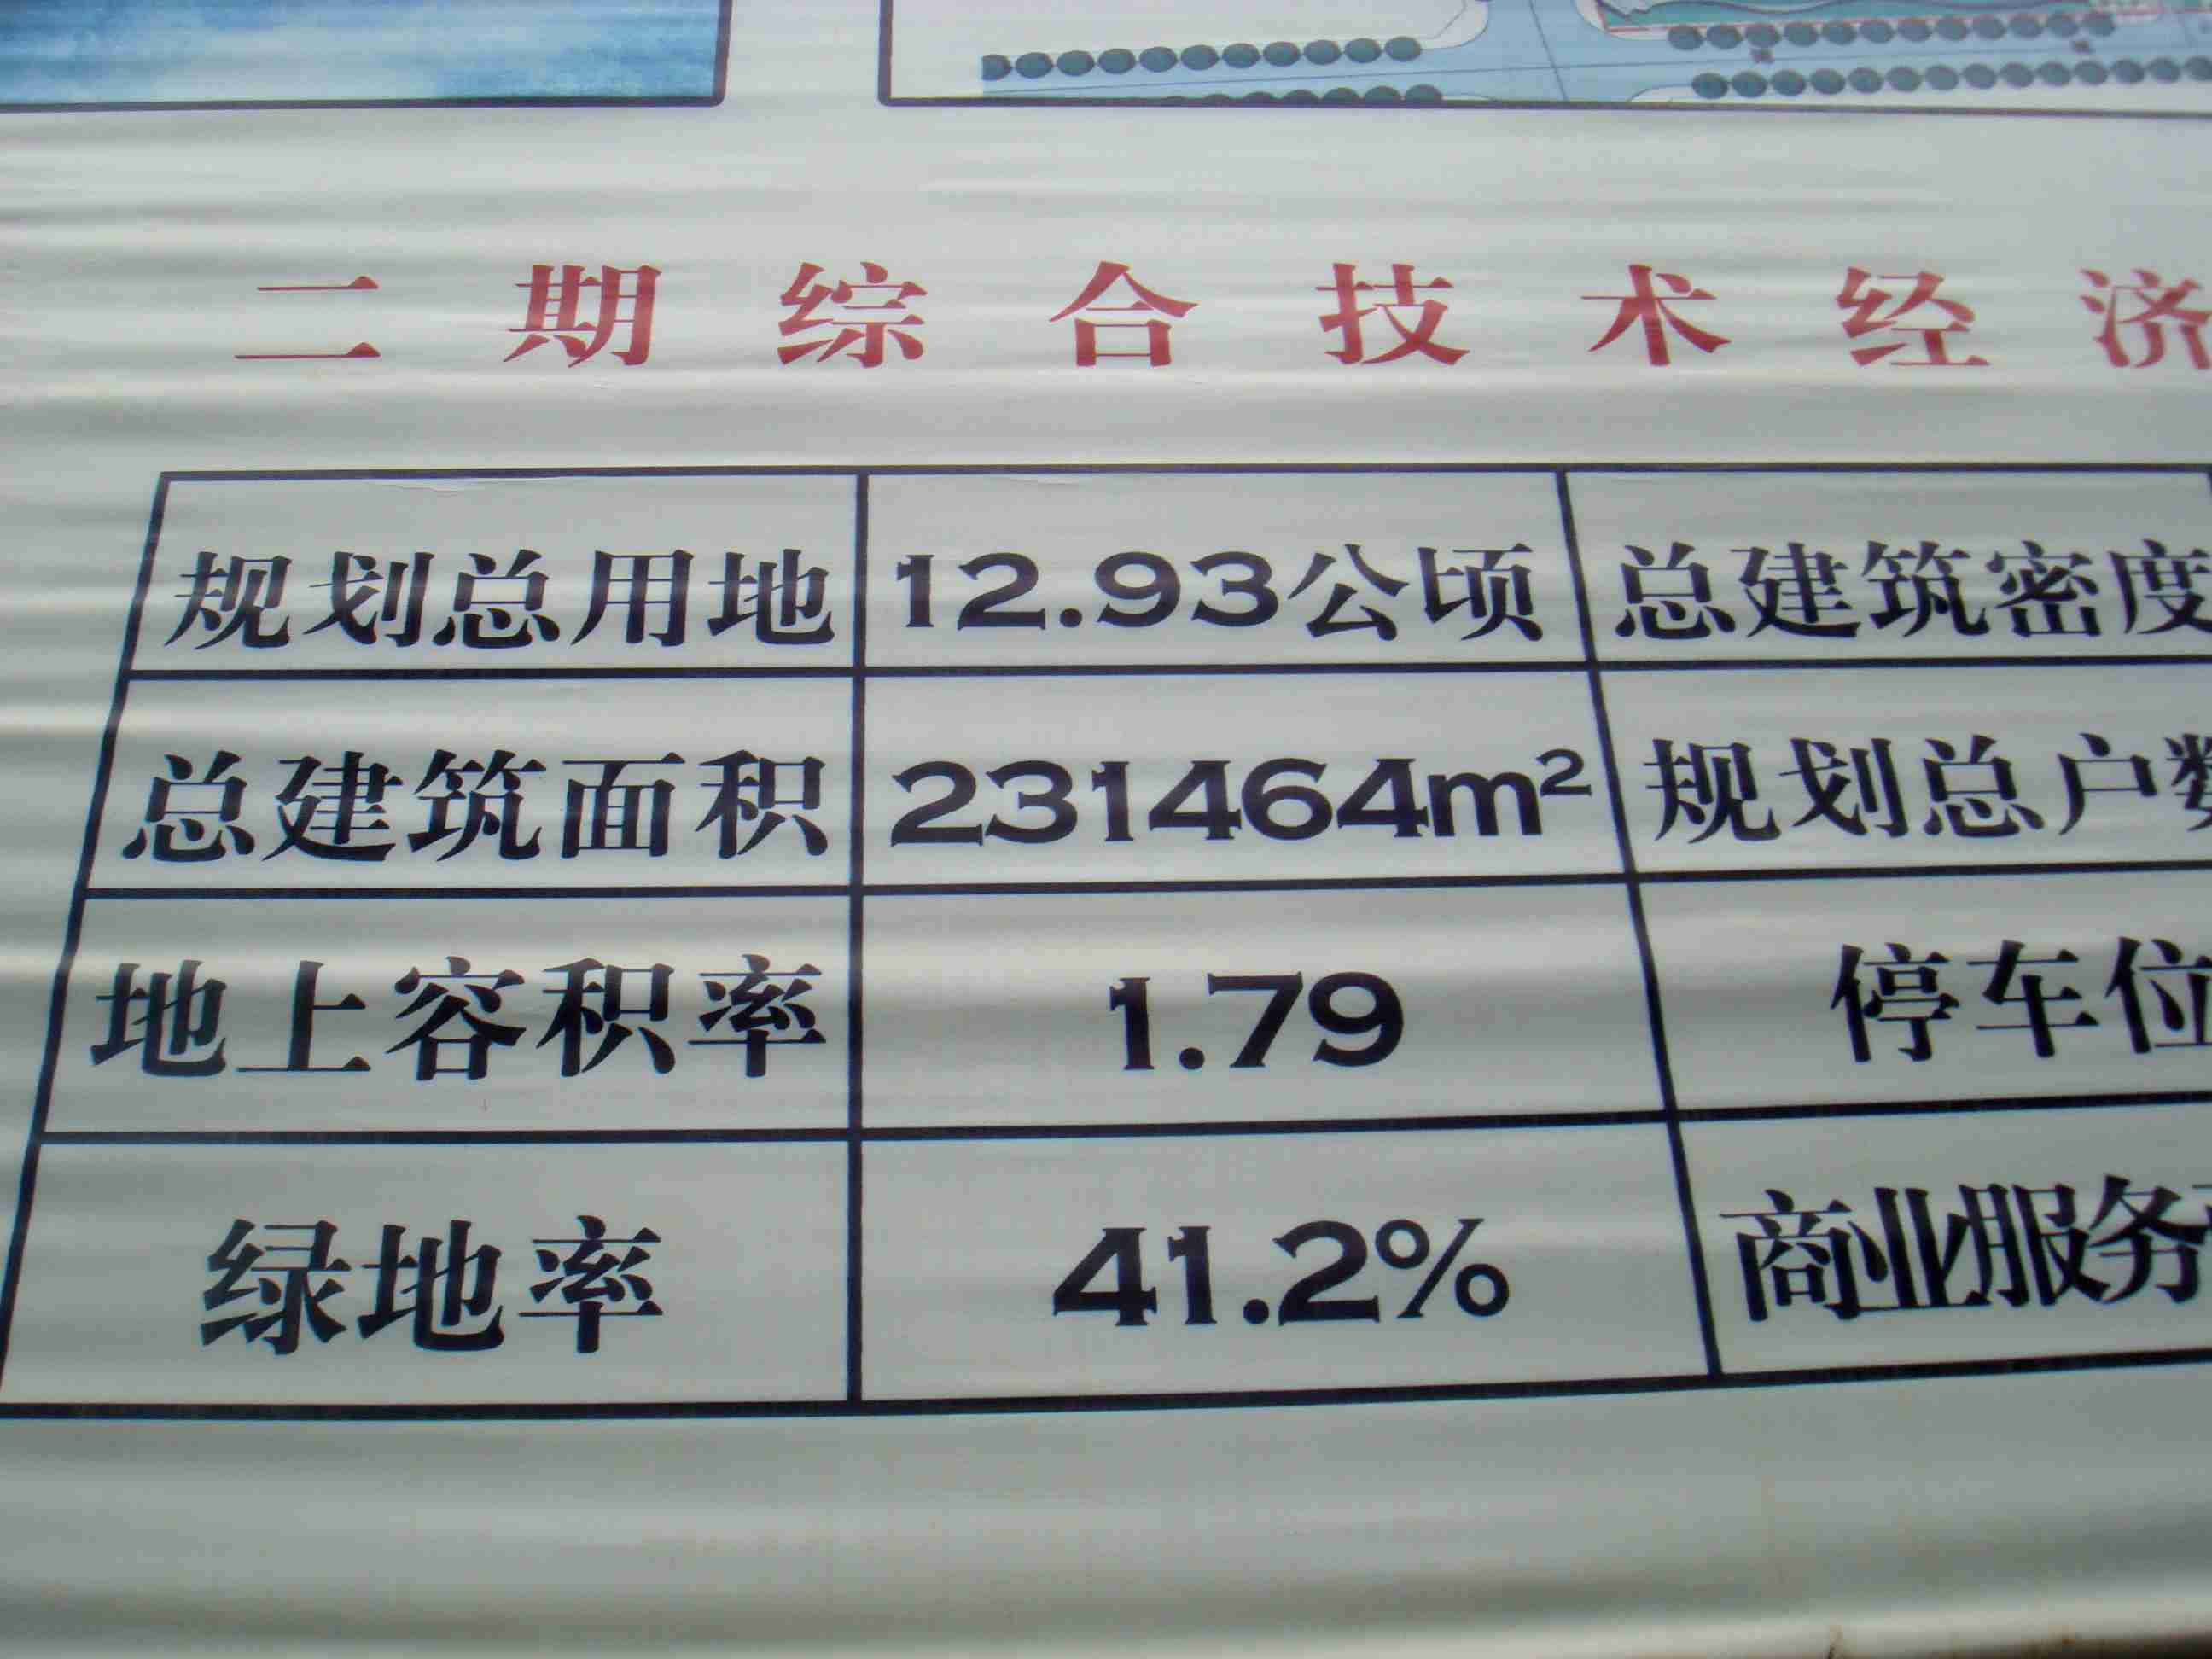 二期综合技术经济
规划总用地 12.93公顷 总建筑密度
总建筑面积 231464m² 规划总户数
地上容积率 1.79 停车位
绿地率 41.2% 商业服务